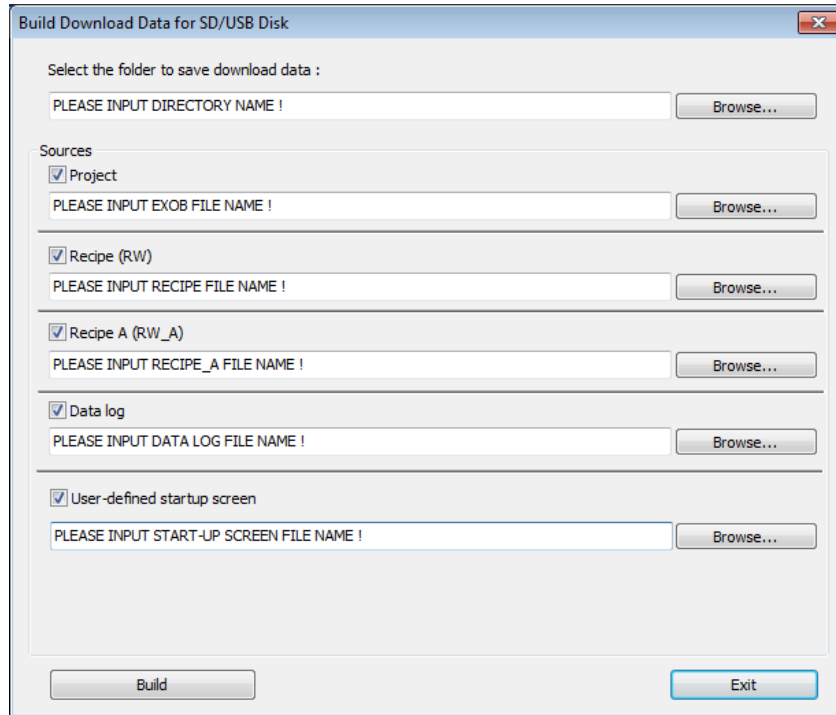 Build Download Data for SD/USB Disk
Select the folder to save download data :
PLEASE INPUT DIRECTORY NAME !
Browse...
Sources
Project
PLEASE INPUT EXOB FILE NAME !
Browse...
Recipe (RW)
PLEASE INPUT RECIPE FILE NAME !
Browse...
Recipe A (RW_A)
PLEASE INPUT RECIPE_A FILE NAME !
Browse...
Data log
PLEASE INPUT DATA LOG FILE NAME !
Browse...
User-defined startup screen
PLEASE INPUT START-UP SCREEN FILE NAME !
Browse...
Build
Exit